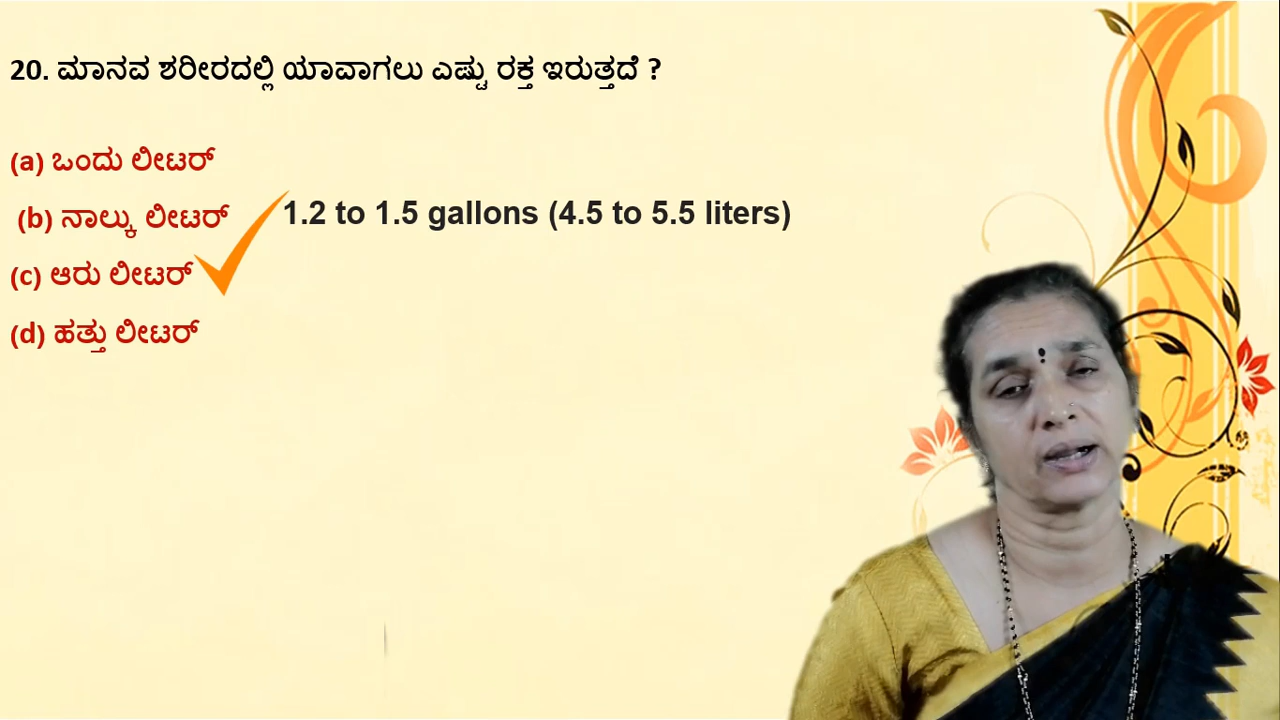 20. ಮಾನವ ಶರೀರದಲ್ಲಿ ಯಾವಾಗಲು ಎಷ್ಟು ರಕ್ತ ಇರುತ್ತದೆ ?
(a) ಒಂದು ಲೀಟರ್
(b) ನಾಲ್ಕು ಲೀಟರ್
1.2 to 1.5 gallons (4.5 to 5.5 liters)
(c) ಆರು ಲೀಟರ್
(d) ಹತ್ತು ಲೀಟರ್